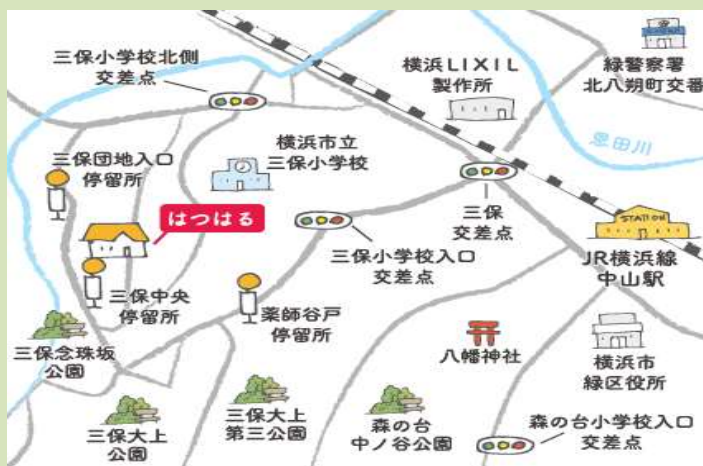 三保小学校北側
交差点
横浜LIXIL
製作所
緑警察署
北八朔町交番
恩田川
三保団地入口
停留所
横浜市立
三保小学校
はつはる
三保
交差点
STATION
JR横浜線
中山駅
三保小学校入口
交差点
三保中央
停留所
薬師谷戸
停留所
三保念珠坂
公園
八幡神社
横浜市
緑区役所
三保大上
公園
三保大上
第三公園
森の台
中ノ谷公園
森の台小学校入口
交差点